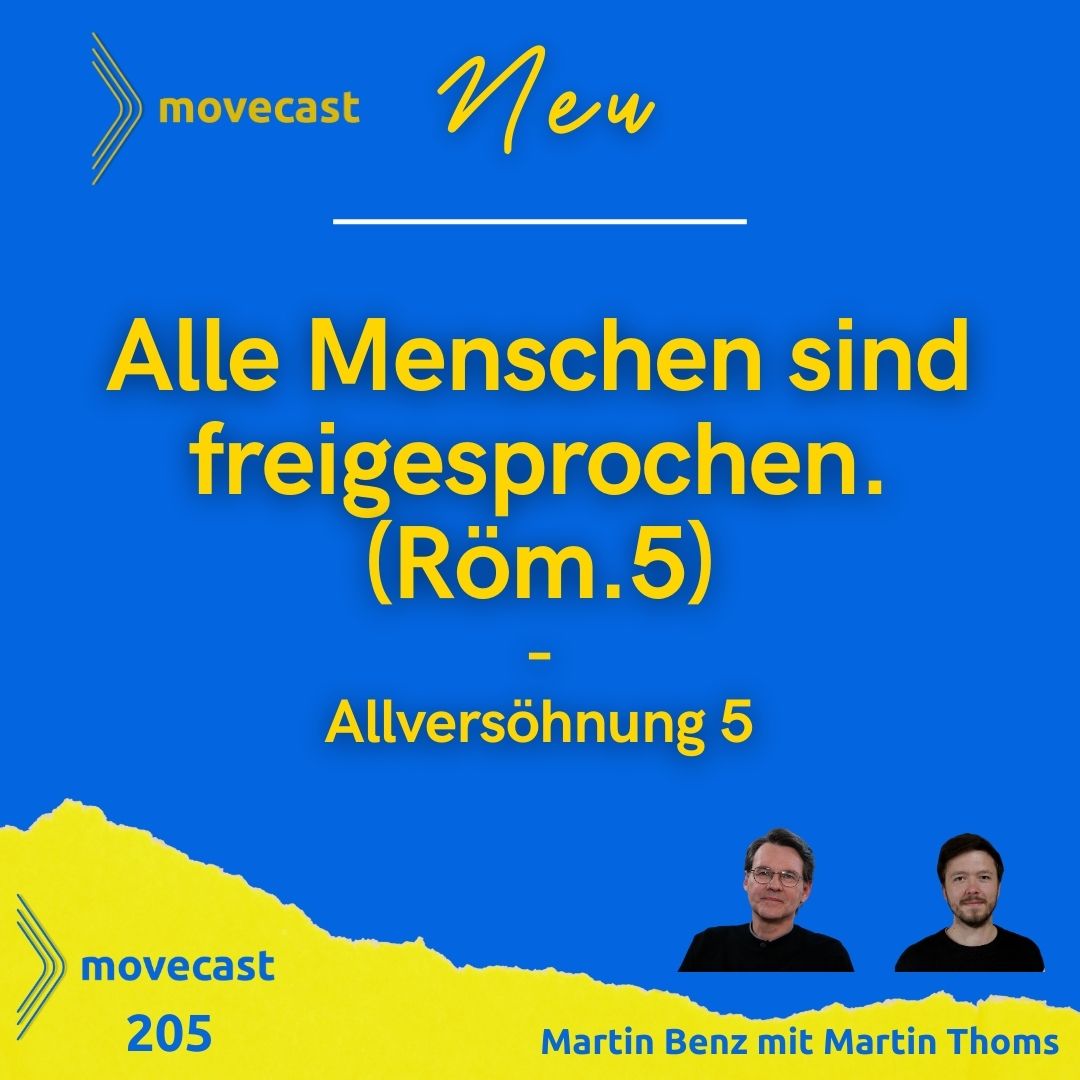 movecast
New
Alle Menschen sind
freigesprochen.
(Röm.5)
-
Allversöhnung 5
movecast
205
Martin Benz mit Martin Thoms